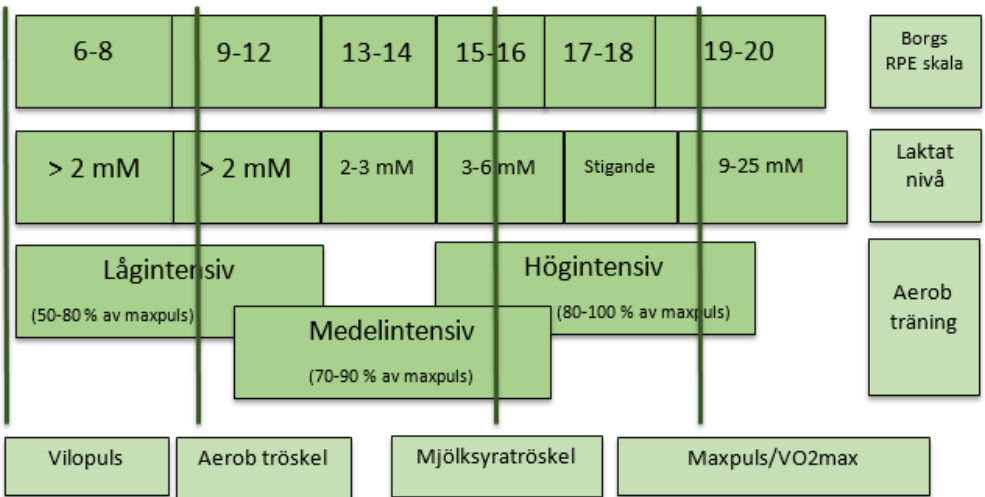 6-8
9-12
13-14
15-16
17-18
19-20
Borgs
RPE skala
> 2 mM
> 2 mM
2-3 mM
3-6 mM
Stigande
9-25 mM
Laktat
nivå
Lågintensiv
(50-80 % av maxpuls)
Medelintensiv
(70-90 % av maxpuls)
Högintensiv
(80-100 % av maxpuls)
Aerob
träning
Vilopuls
Aerob tröskel
Mjölksyratröskel
Maxpuls/VO2max